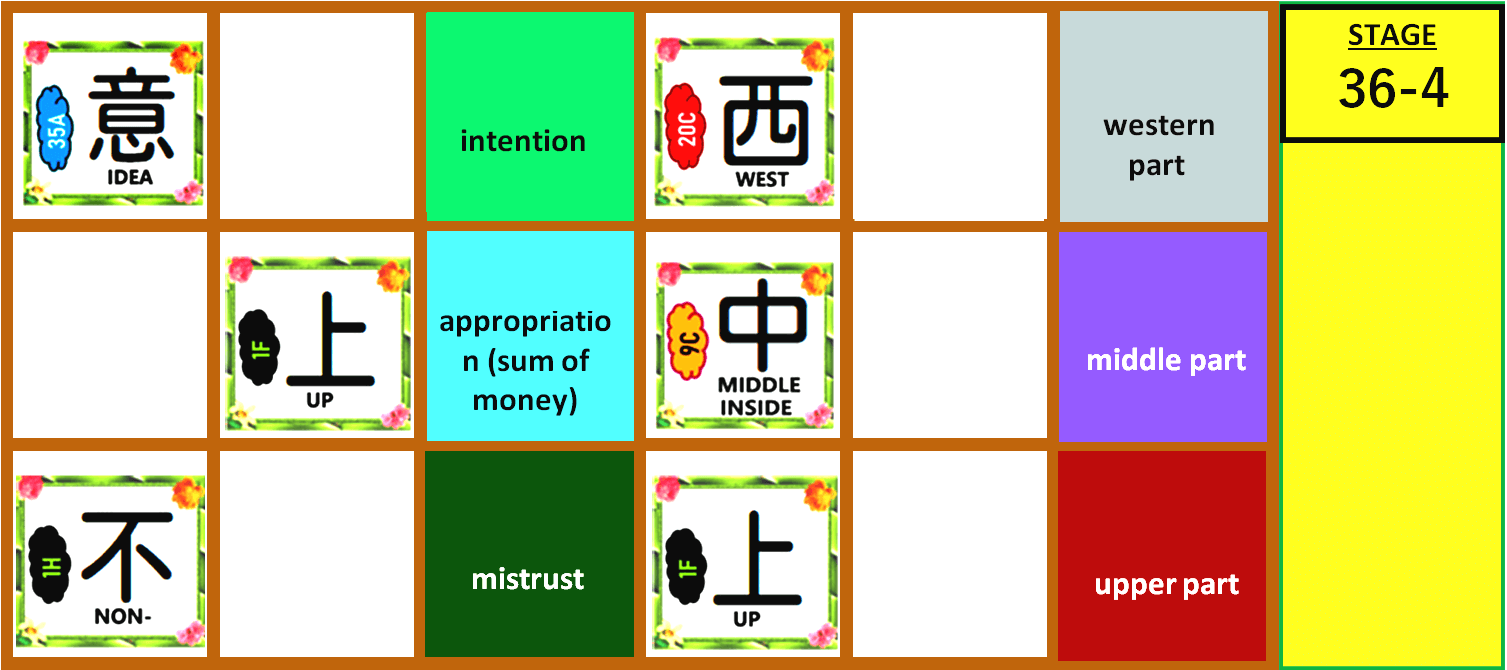 35A
意
IDEA
intention
20C
西
WEST
western
part
STAGE
36-4
1F
上
UP
appropriatio
n (sum of
money)
9C
中
MIDDLE
INSIDE
middle part
1H
不
NON-
mistrust
1F
上
UP
upper part